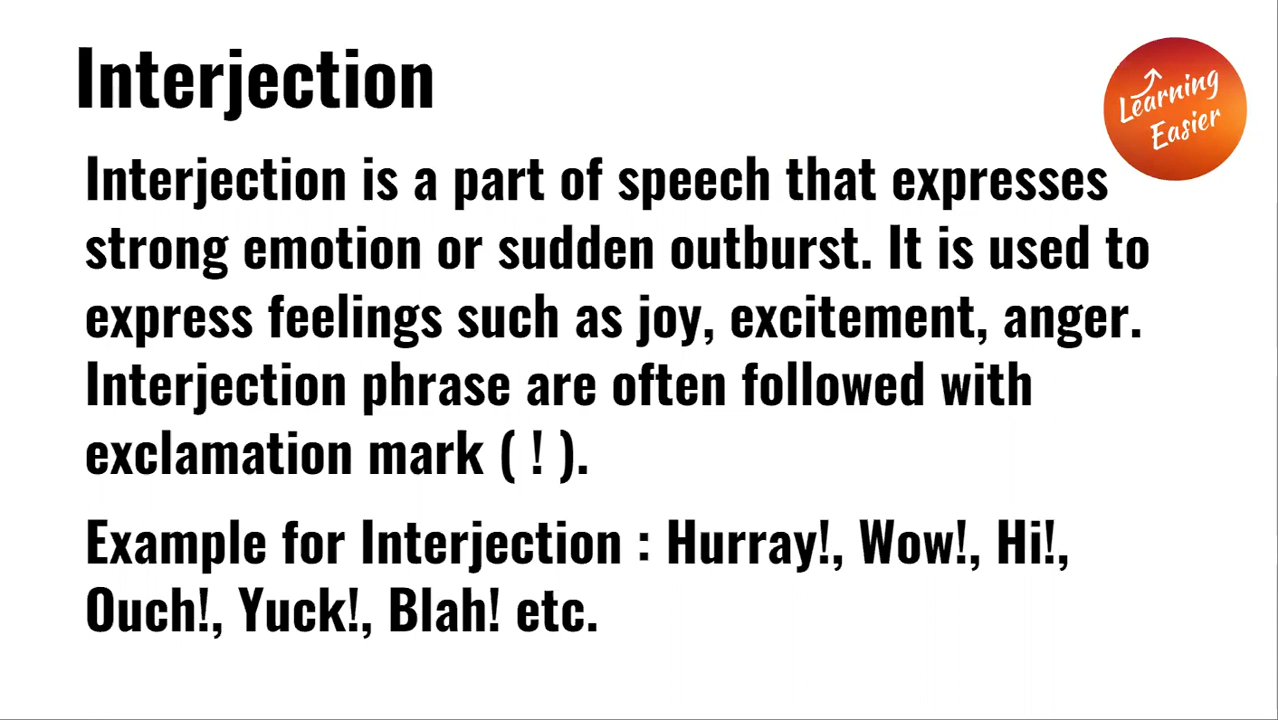 Interjection
Learning
Easier
Interjection is a part of speech that expresses
strong emotion or sudden outburst. It is used to
express feelings such as joy, excitement, anger.
Interjection phrase are often followed with
exclamation mark ( ! ).
Example for Interjection : Hurray!, Wow!, Hi!,
Ouch!, Yuck!, Blah! etc.